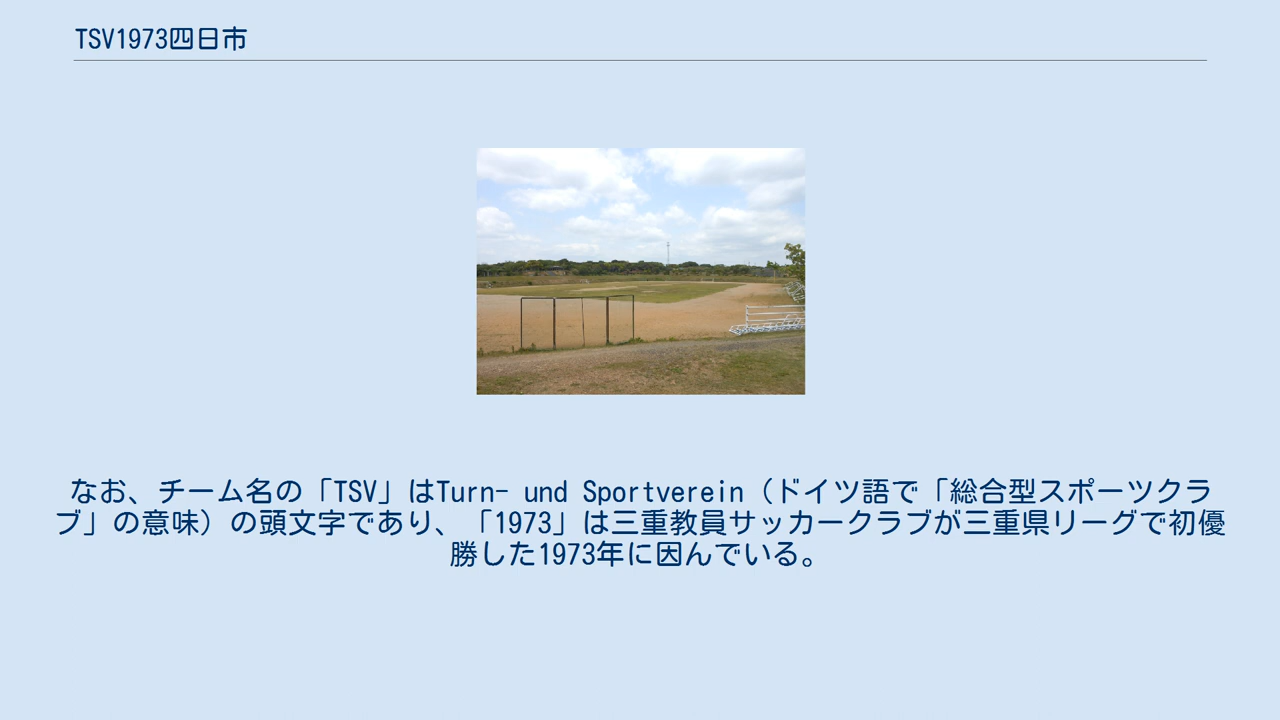 TSV1973四日市
なお、チーム名の「TSV」はTurn- und Sportverein（ドイツ語で「総合型スポーツクラ
ブ」の意味）の頭文字であり、「1973」は三重教員サッカークラブが三重県リーグで初優
勝した1973年に因んでいる。